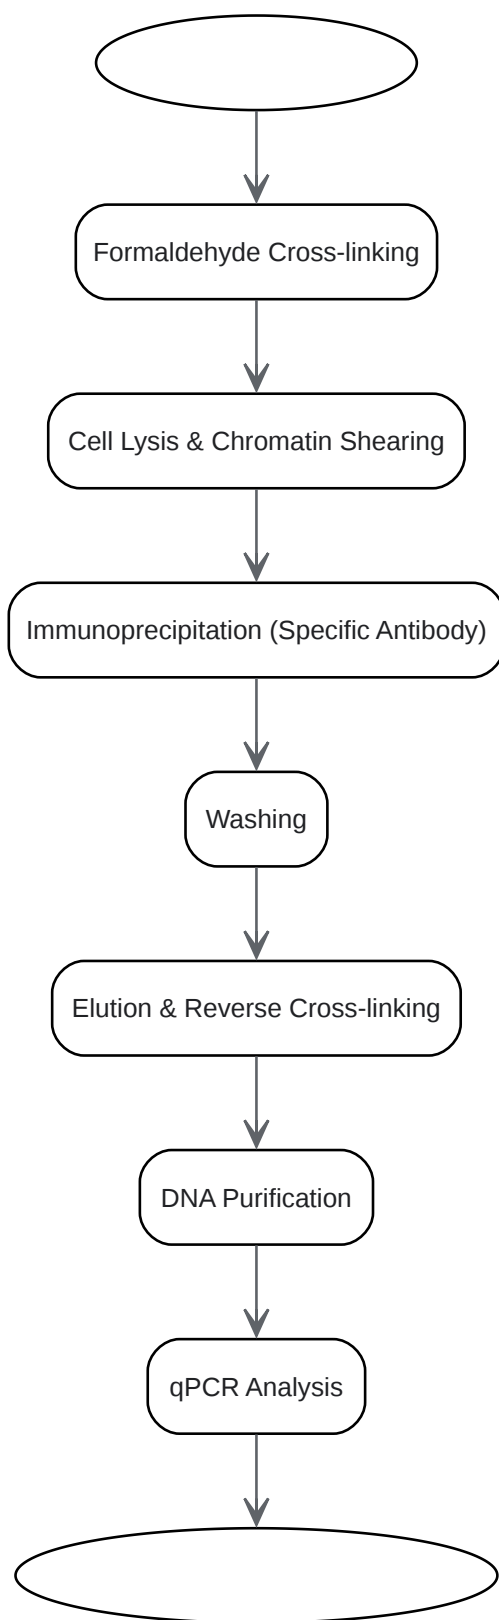 Formaldehyde Cross-linking
Cell Lysis & Chromatin Shearing
Immunoprecipitation (Specific Antibody)
Washing
Elution & Reverse Cross-linking
DNA Purification
qPCR Analysis